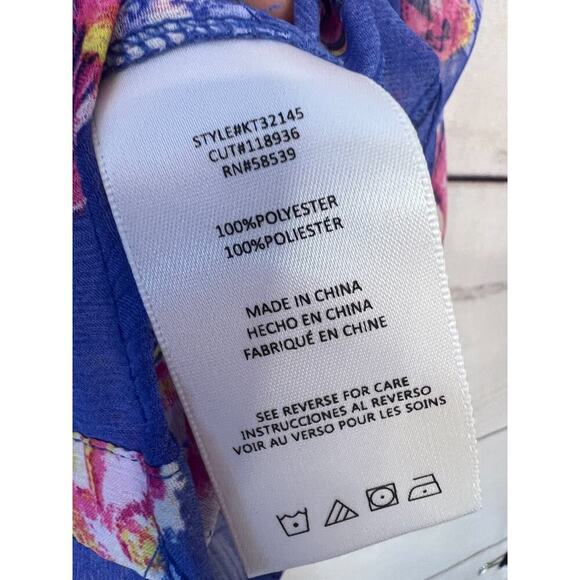 STYLE#KT32145
CUT#118936
RN#58539
100%POLYESTER
100%POLIESTÉR
MADE IN CHINA
HECHO EN CHINA
FABRIQUÉ EN CHINE
SEE REVERSE FOR CARE
INSTRUCCIONES AL REVERSO
VOIR AU VERSO POUR LES SOINS